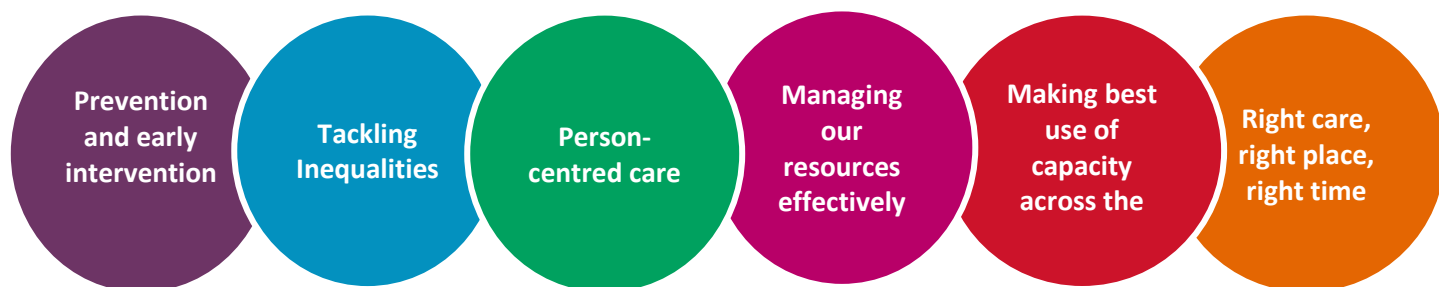 Prevention
and early
intervention
Tackling
Inequalities
Person-
centred care
Managing
our
resources
effectively
Making best
use of
capacity
across the
Right care,
right place,
right time